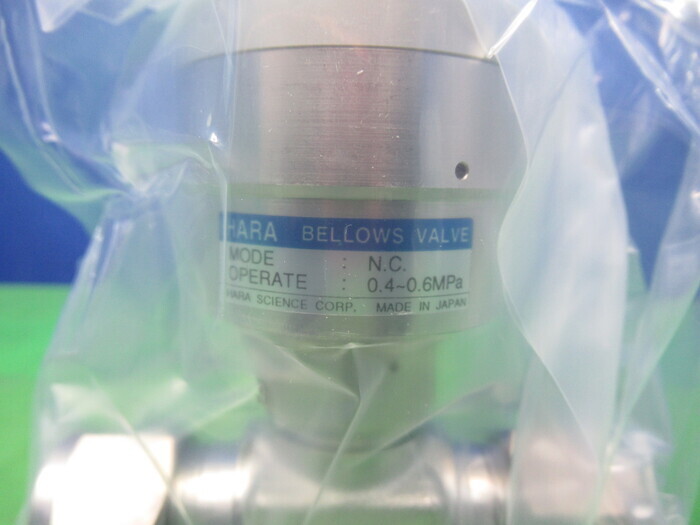 HARA BELLOWS VALVE
MODE : N.C.
OPERATE : 0.4~0.6MPa
HARA SCIENCE CORP. MADE IN JAPAN